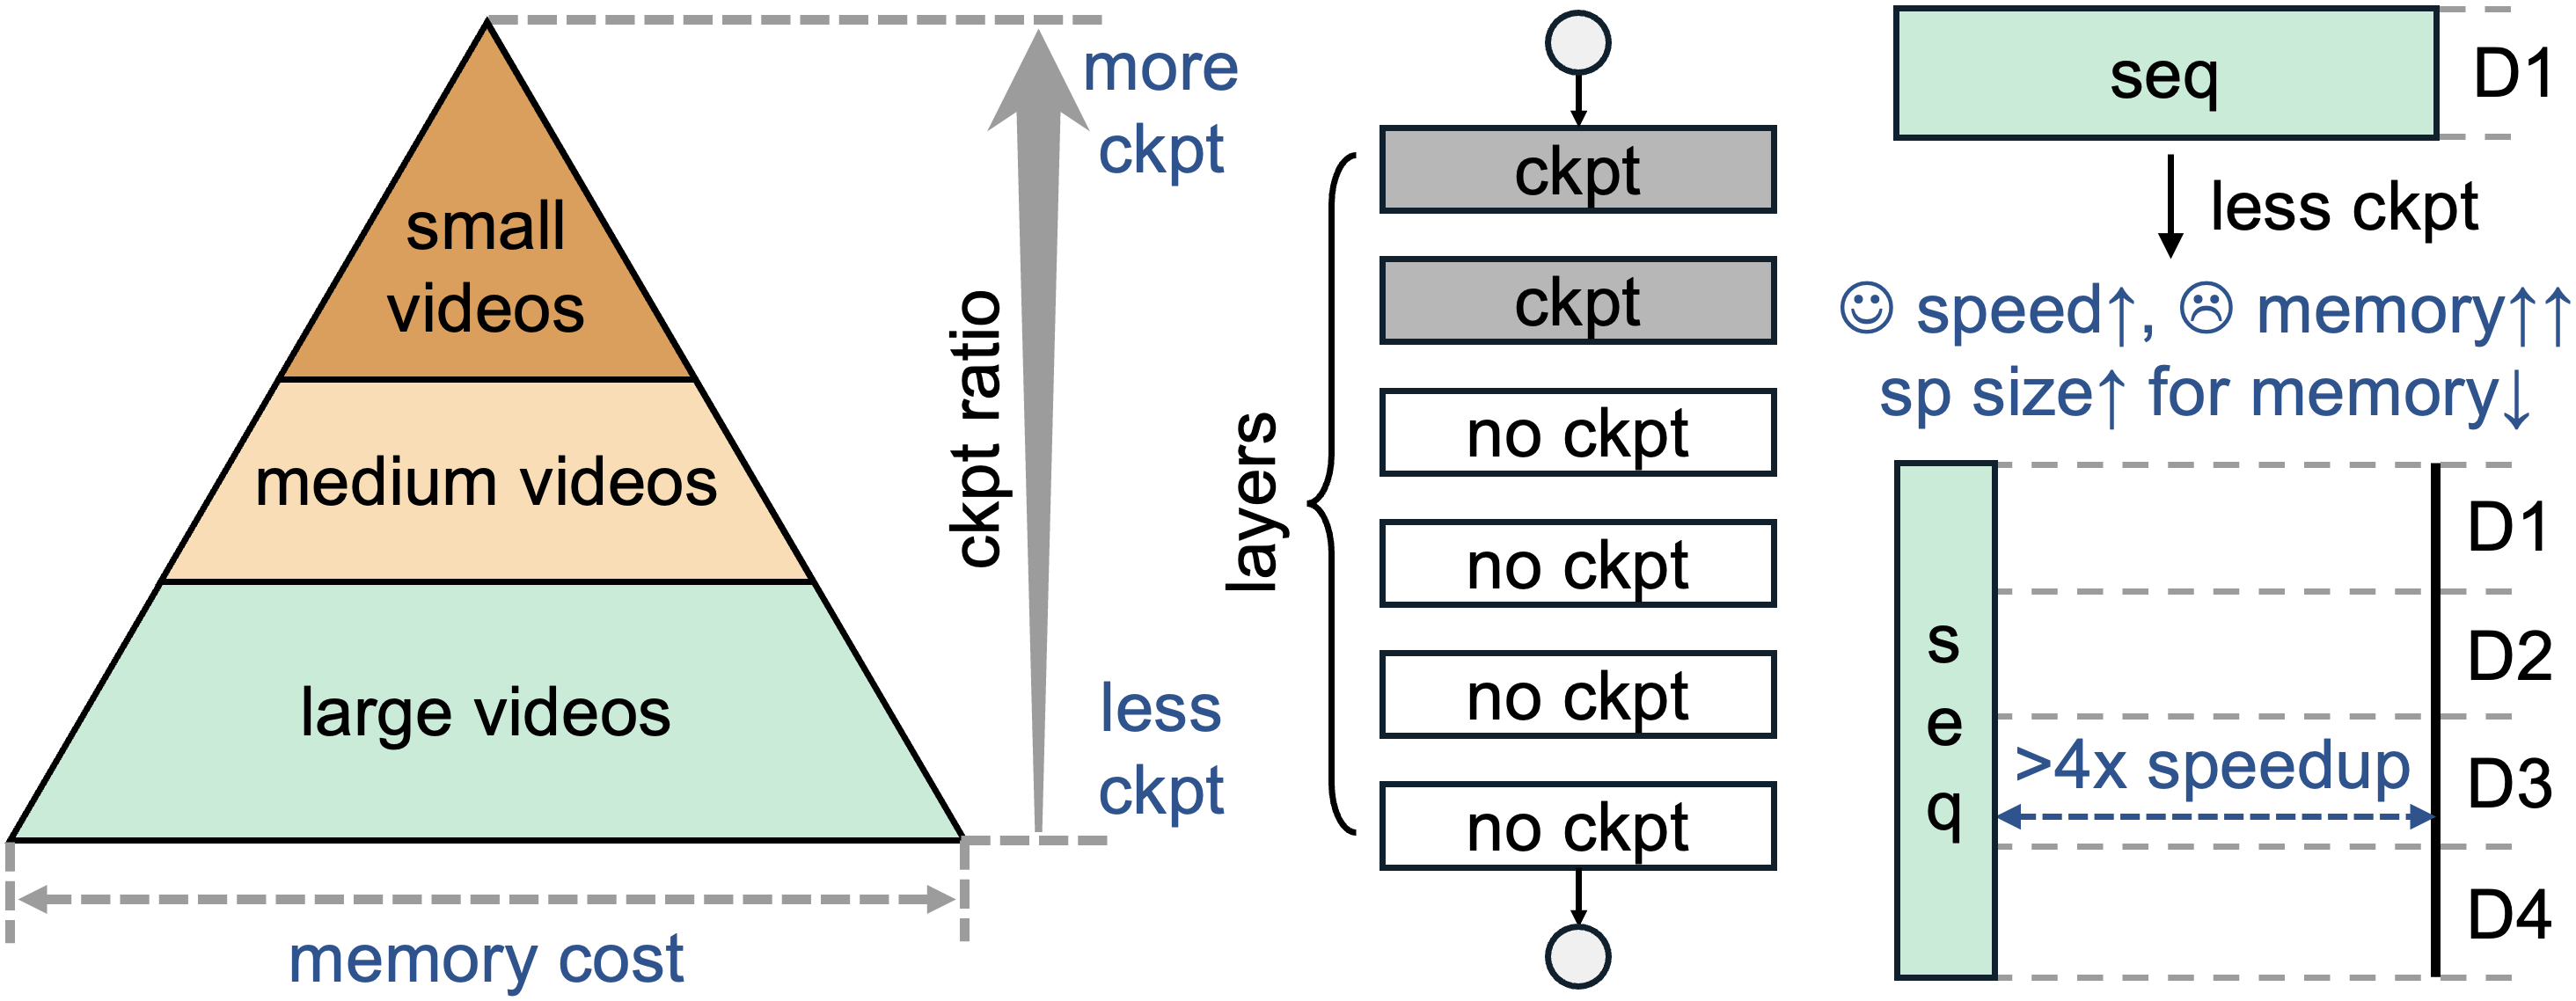 small
videos
medium videos
large videos
memory cost
ckpt ratio
more
ckpt
less
ckpt
layers
ckpt
ckpt
no ckpt
no ckpt
no ckpt
no ckpt
seq
D1
less ckpt
☺ speed↑, ☹ memory↑↑
sp size↑ for memory↓
seq
>4x speedup
D1
D2
D3
D4